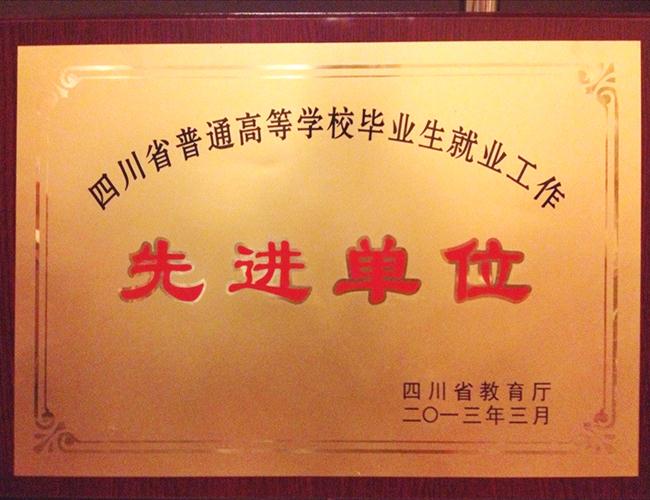 四川省普通高等学校毕业生就业工作
先进单位
四川省教育厅
二〇一三年三月